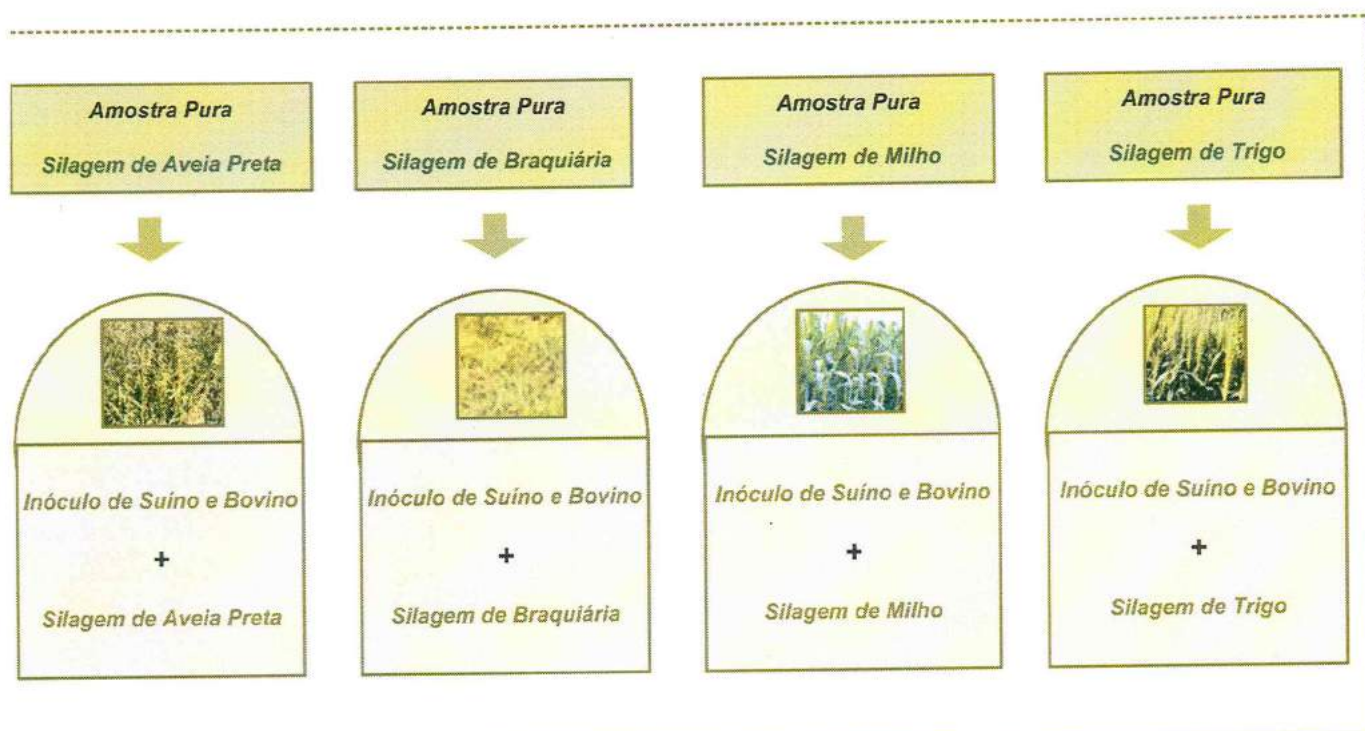 Amostra Pura
Silagem de Aveia Preta
Amostra Pura
Silagem de Braquiária
Amostra Pura
Silagem de Milho
Amostra Pura
Silagem de Trigo
Inóculo de Suíno e Bovino
+
Silagem de Aveia Preta
Inóculo de Suíno e Bovino
+
Silagem de Braquiária
Inóculo de Suíno e Bovino
+
Silagem de Milho
Inóculo de Suíno e Bovino
+
Silagem de Trigo